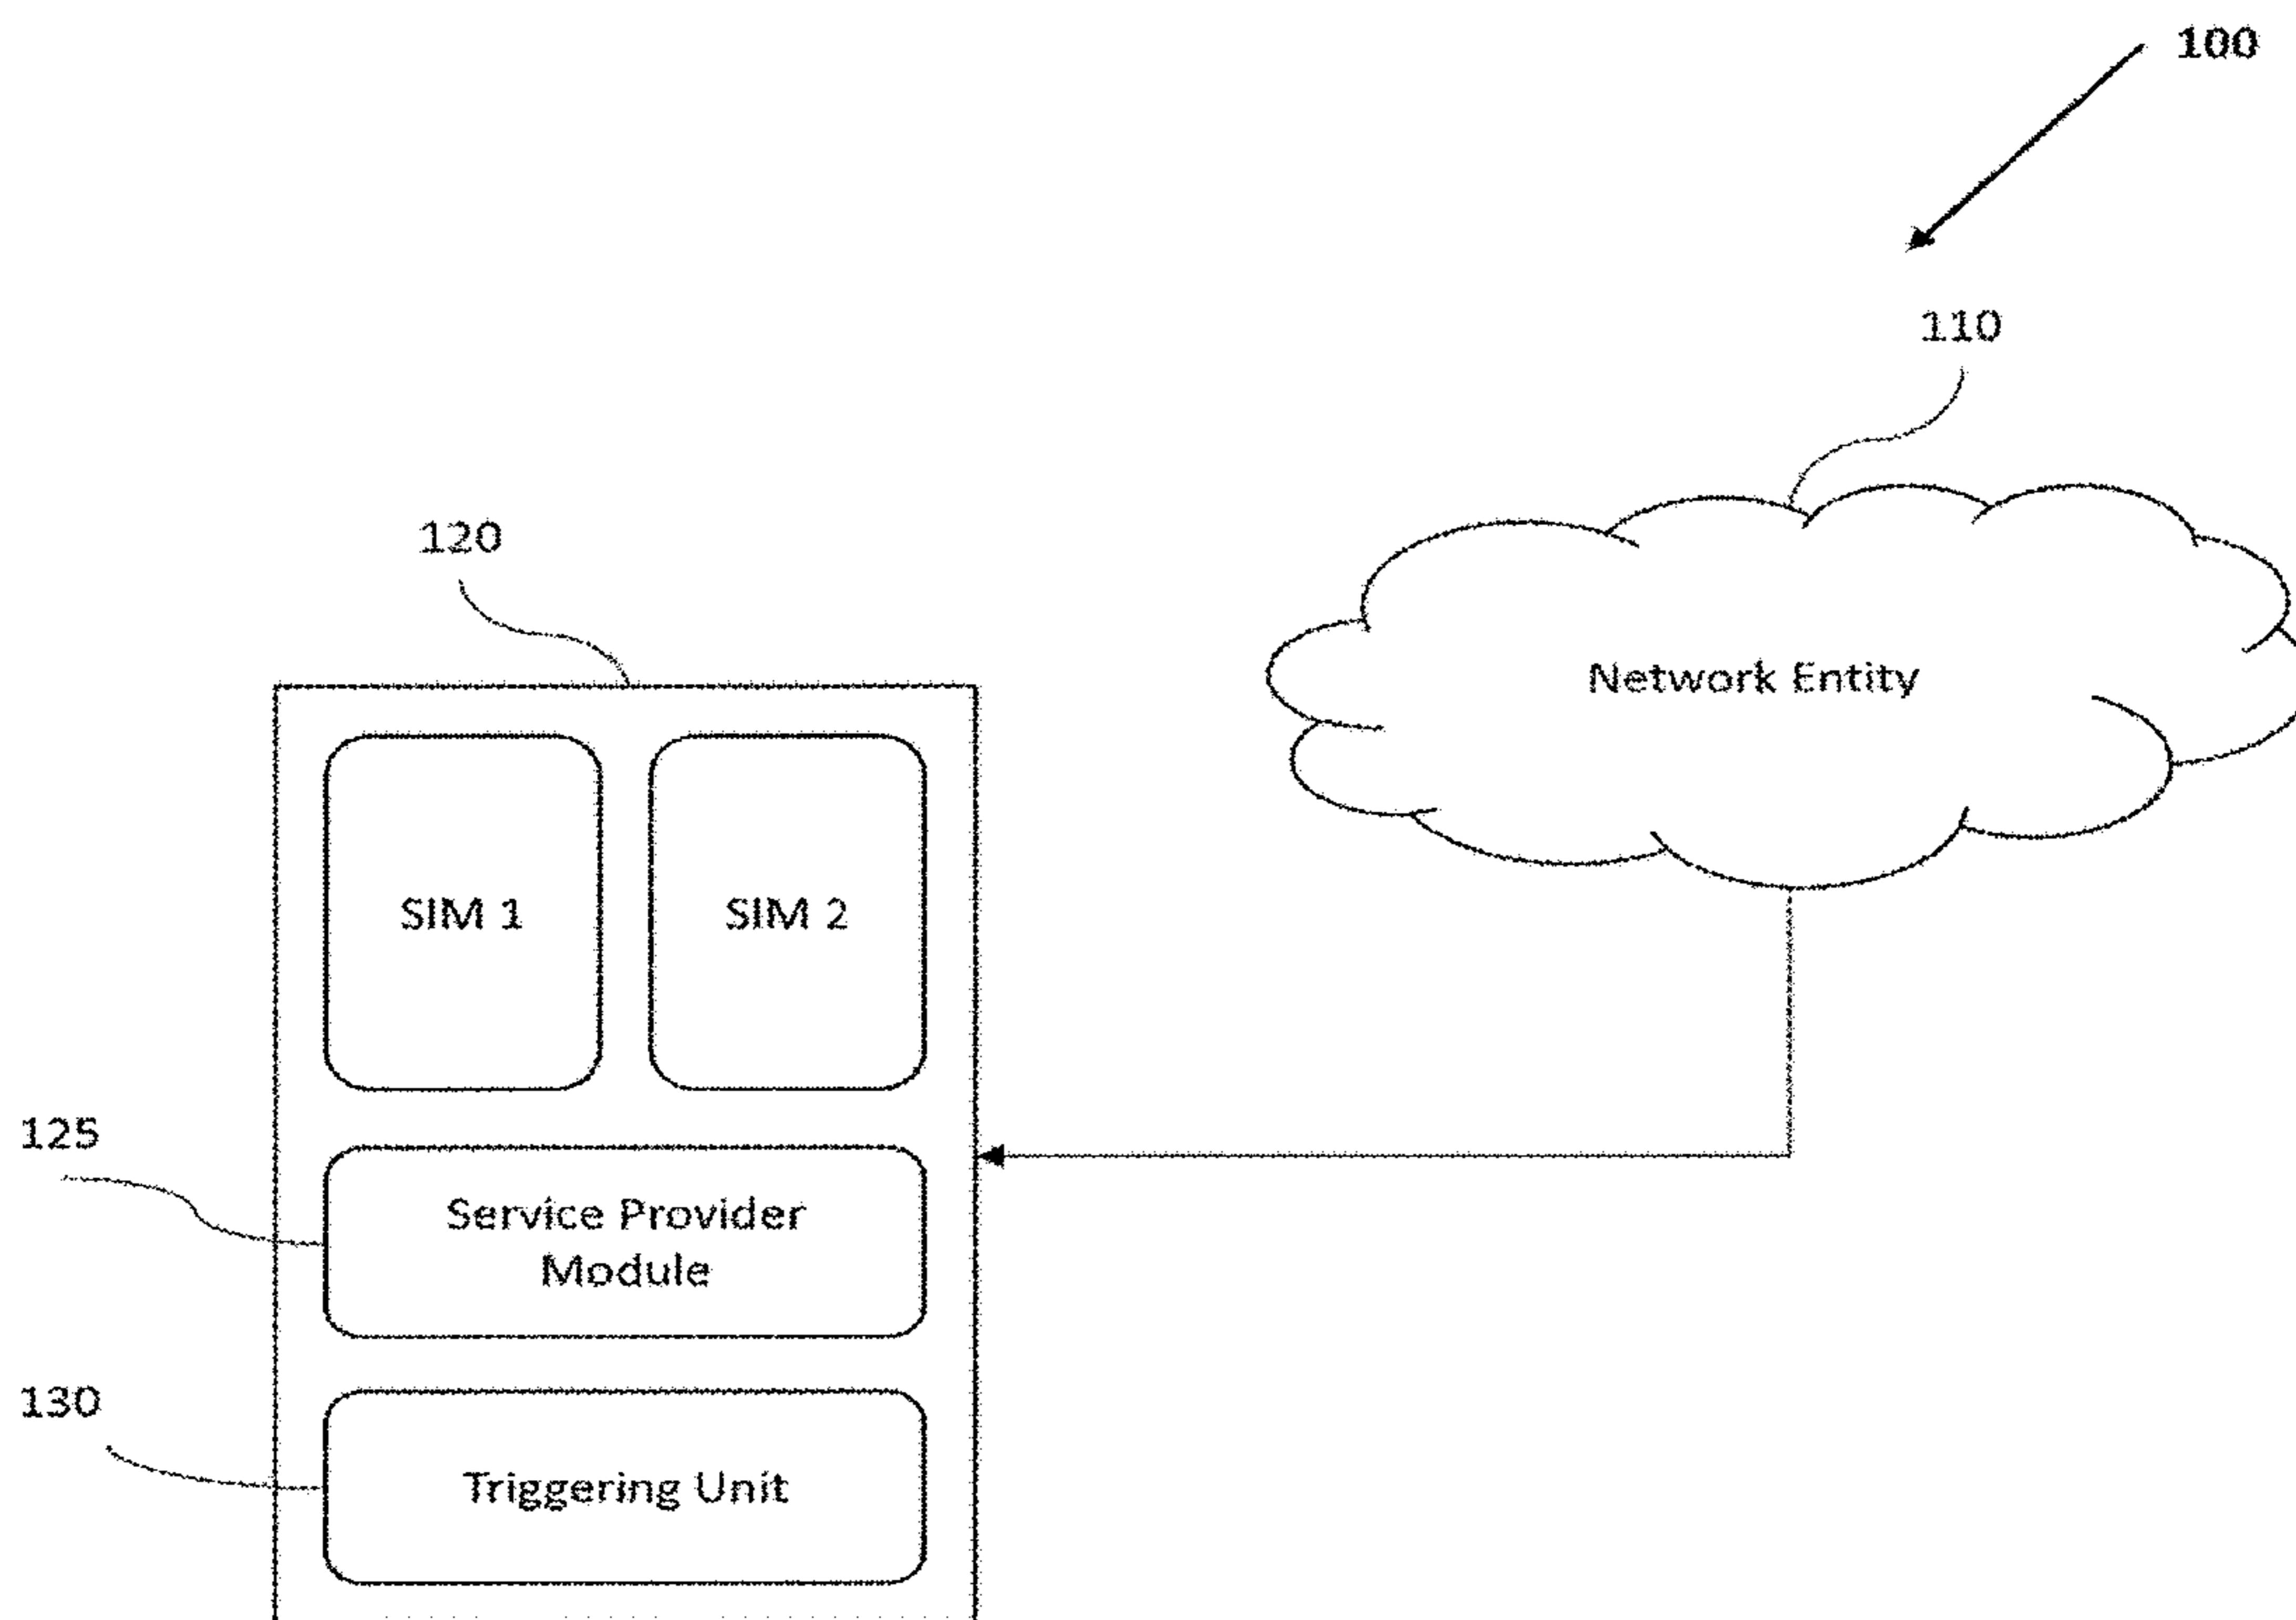 100
110
Network Entity
120
SIM 1
SIM 2
125
Service Provider
Module
130
Triggering Unit